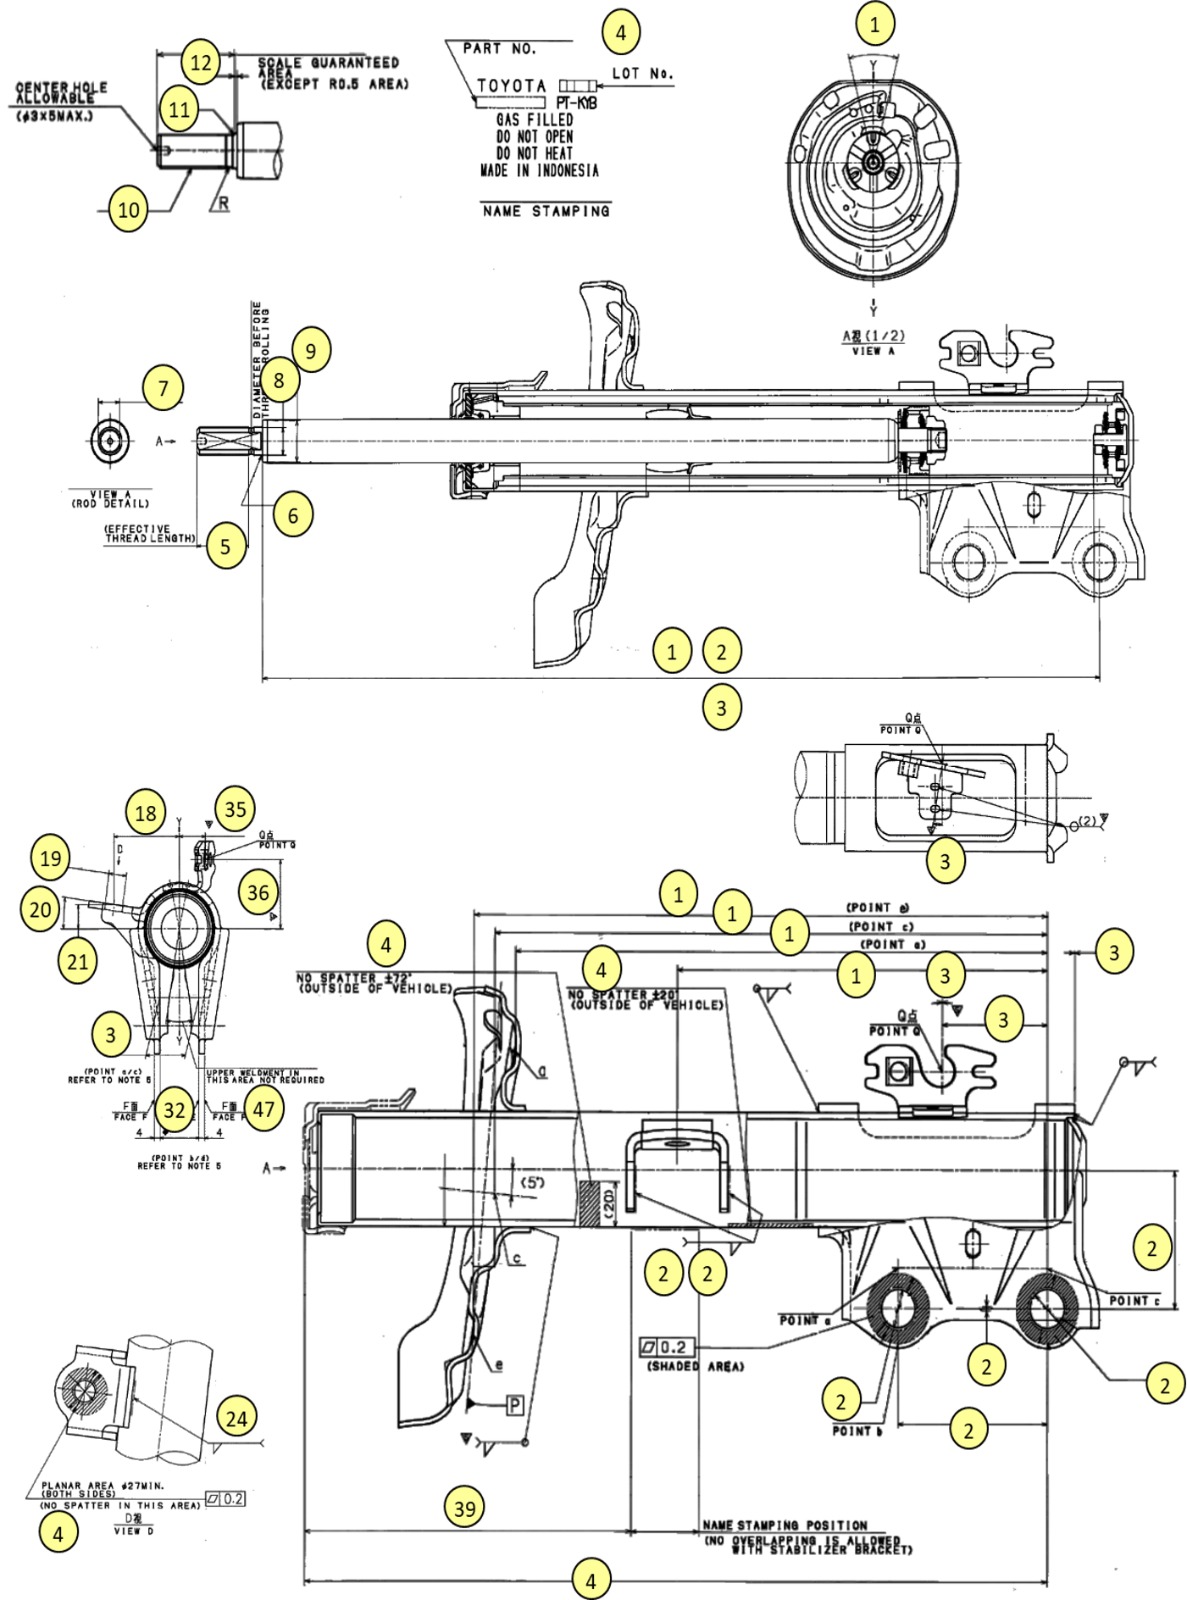 12
SCALE GUARANTEED
AREA
(EXCEPT R0.5 AREA)
CENTER HOLE
ALLOWABLE
(φ3×5MAX.)
11
10
R
PART NO.
4
LOT No.
TOYOTA
PT-KYB
GAS FILLED
DO NOT OPEN
DO NOT HEAT
MADE IN INDONESIA
NAME STAMPING
1
Y
Y
A視 (1/2)
VIEW A
DIAMETER BEFORE
9
8
7
A
VIEW A
(ROD DETAIL)
6
(EFFECTIVE
THREAD LENGTH)
5
1
2
3
Q点
POINT Q
(2)
3
18
35
Y
Q点
POINT Q
D
19
36
20
21
Y
3
(POINT a/c)
REFER TO NOTE 5
UPPER WELDMENT IN
THIS AREA NOT REQUIRED
F面
FACE F
32
F面
FACE F
47
4
4
(POINT b/d)
REFER TO NOTE 5
1
(POINT e)
1
(POINT c)
1
(POINT a)
4
4
1
3
3
NO SPATTER ±72°
(OUTSIDE OF VEHICLE)
NO SPATTER ±20°
(OUTSIDE OF VEHICLE)
Q点
POINT Q
3
a
A
(5°)
(20)
c
2
2
2
POINT a
POINT c
0.2
(SHADED AREA)
2
2
2
POINT b
2
e
P
24
PLANAR AREA φ27MIN.
(BOTH SIDES)
(NO SPATTER IN THIS AREA)
0.2
4
D視
VIEW D
39
NAME STAMPING POSITION
(NO OVERLAPPING IS ALLOWED
WITH STABILIZER BRACKET)
4